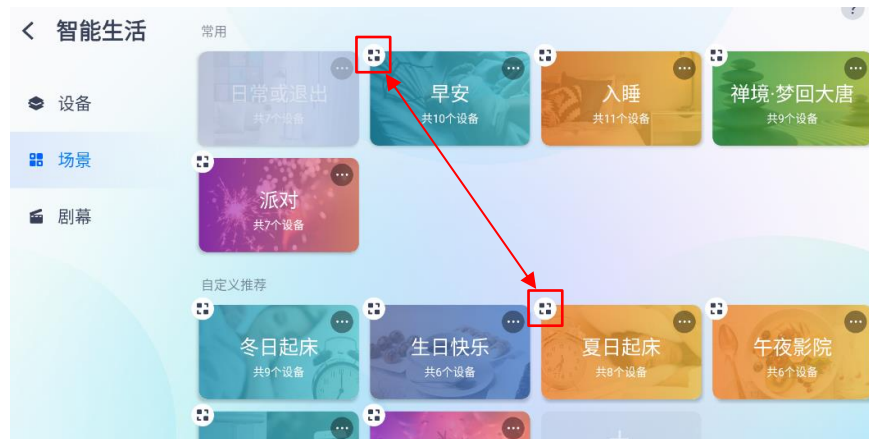 智能生活
?
设备
场景
剧幕
常用
日常或退出
共7个设备
早安
共10个设备
入睡
共11个设备
禅境·梦回大唐
共9个设备
派对
共7个设备
自定义推荐
冬日起床
共9个设备
生日快乐
共6个设备
夏日起床
共8个设备
午夜影院
共6个设备